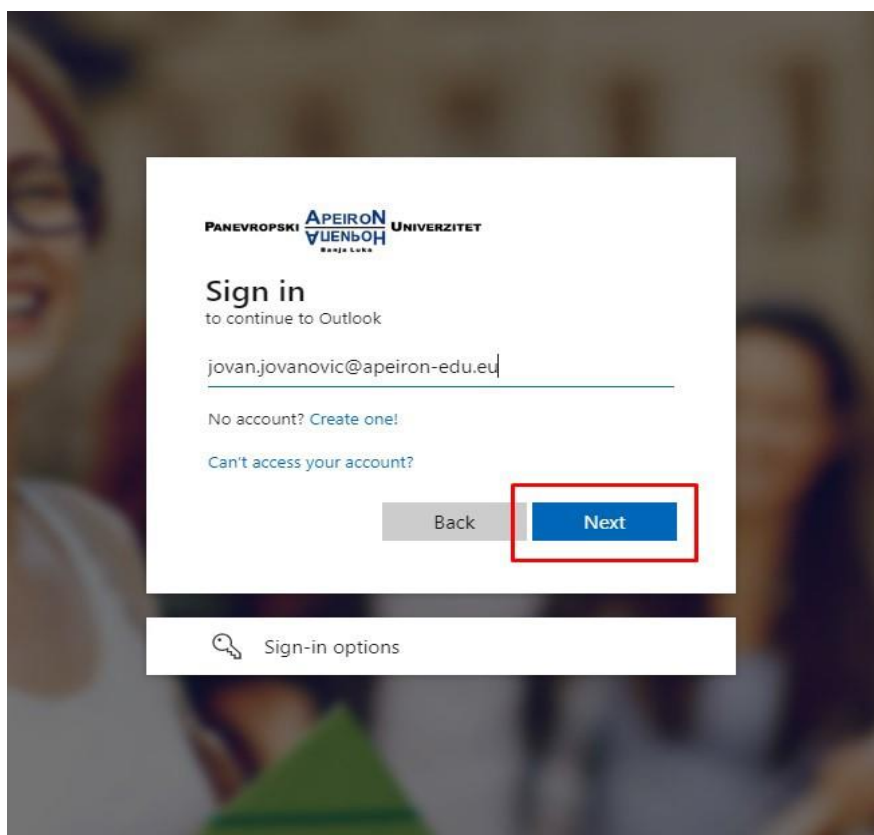 PANEVROPSKI APEIRON UNIVERZITET
АПЕИРОН
Banja Luka
Sign in
to continue to Outlook
jovan.jovanovic@apeiron-edu.eu
No account? Create one!
Can't access your account?
Back Next
Sign-in options